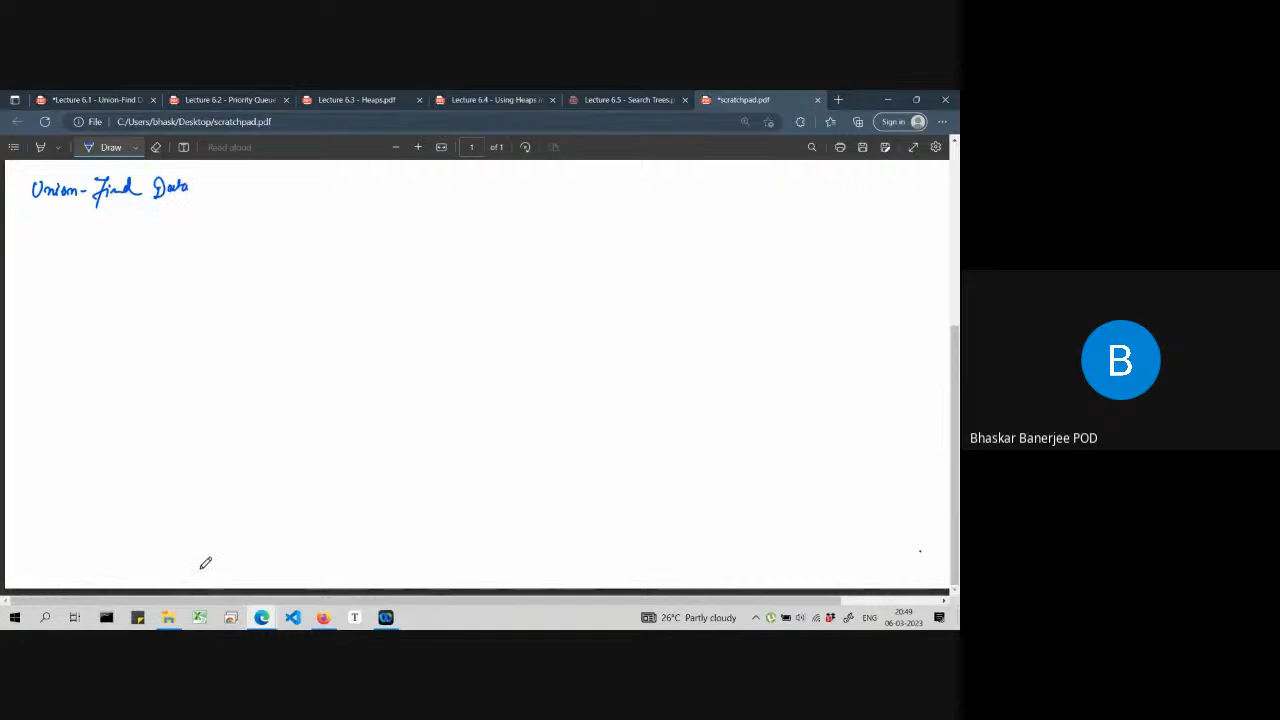 *Lecture 6.1 - Union-Find D
Lecture 6.2 - Priority Queue
Lecture 6.3 - Heaps.pdf
Lecture 6.4 - Using Heaps in
Lecture 6.5 - Search Trees.p
*scratchpad.pdf
File C:/Users/bhask/Desktop/scratchpad.pdf
Sign in
Draw
Read aloud
1 of 1
Union-Find Data
B
Bhaskar Banerjee POD
T
26°C Partly cloudy
ENG
20:49
06-03-2023